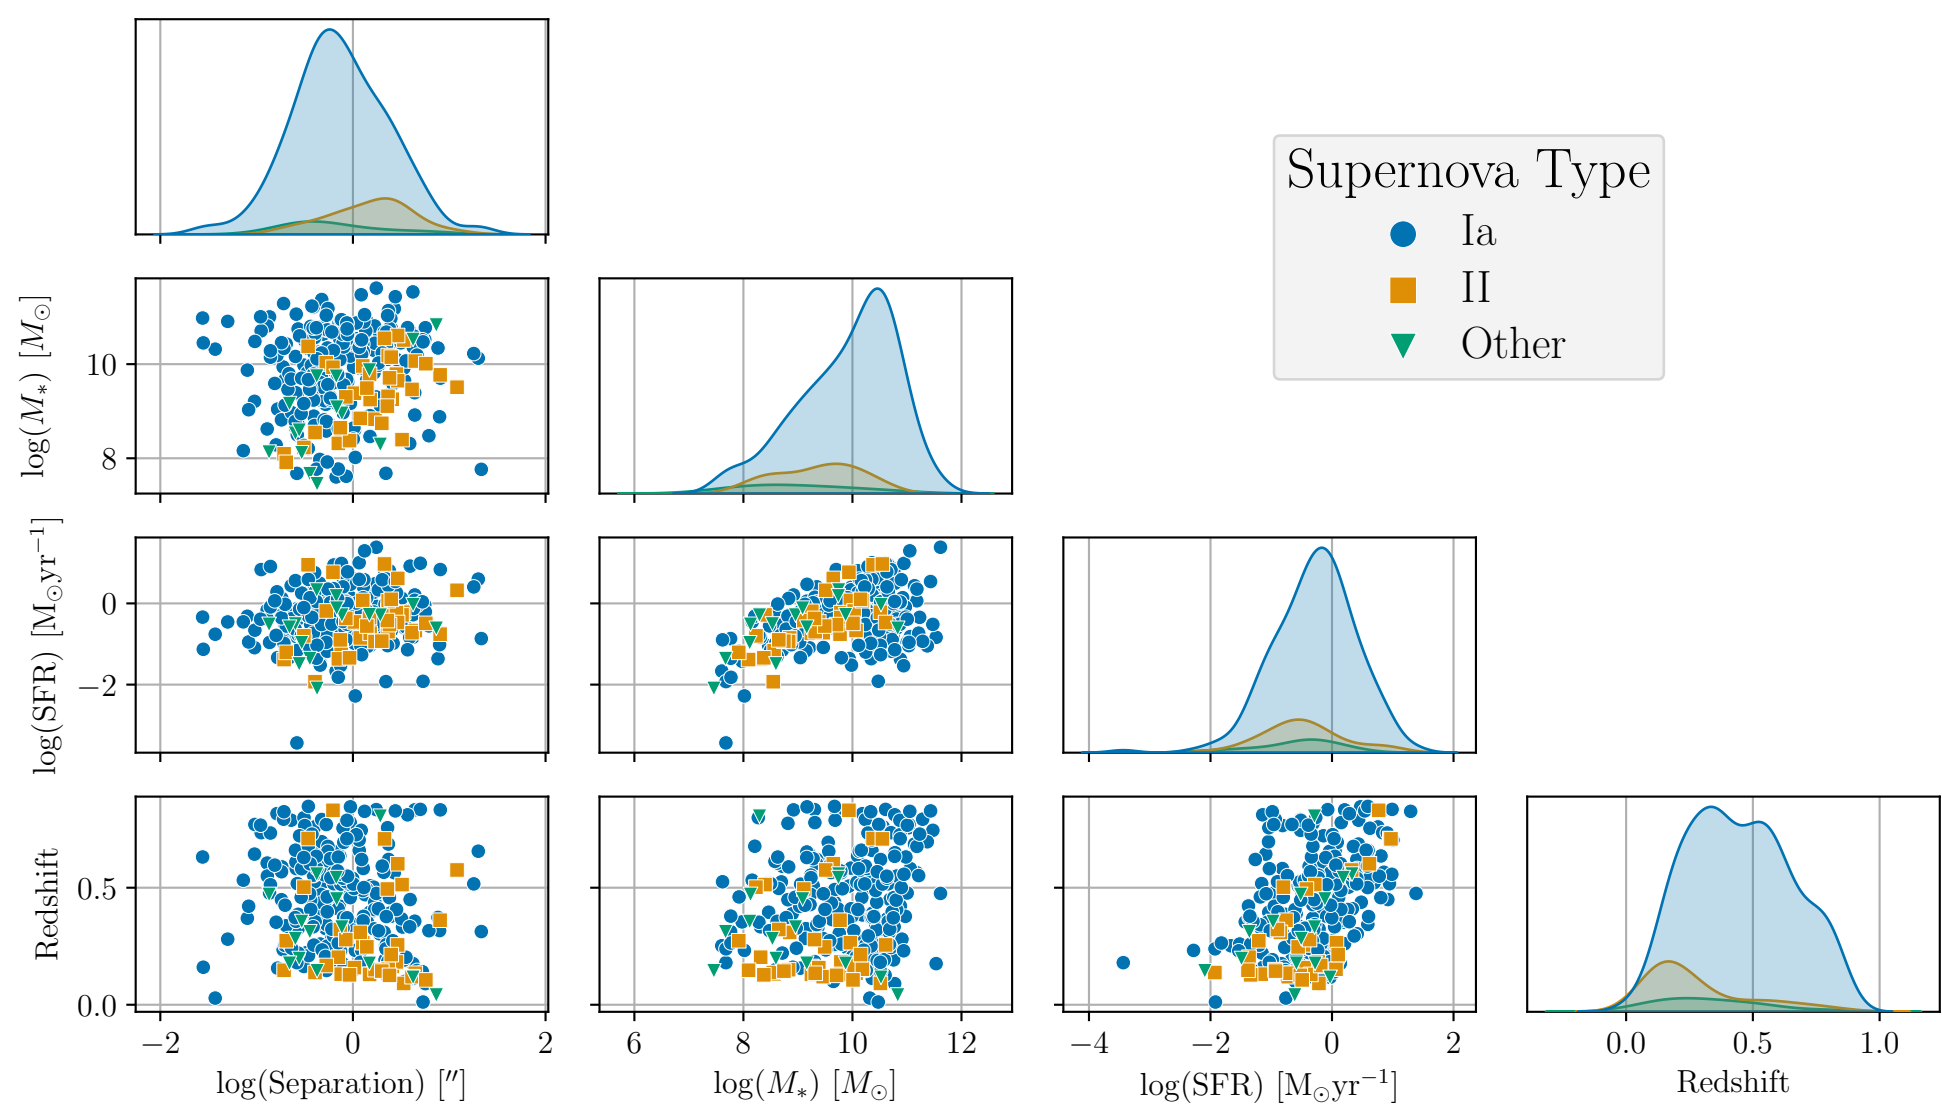 Supernova Type
Ia
II
Other
log(M∗) [M⊙]
10
8
log(SFR) [M⊙yr⁻¹]
0
−2
Redshift
0.5
0.0
−2 0 2
6 8 10 12
−4 −2 0 2
0.0 0.5 1.0
log(Separation) [″]
log(M∗) [M⊙]
log(SFR) [M⊙yr⁻¹]
Redshift